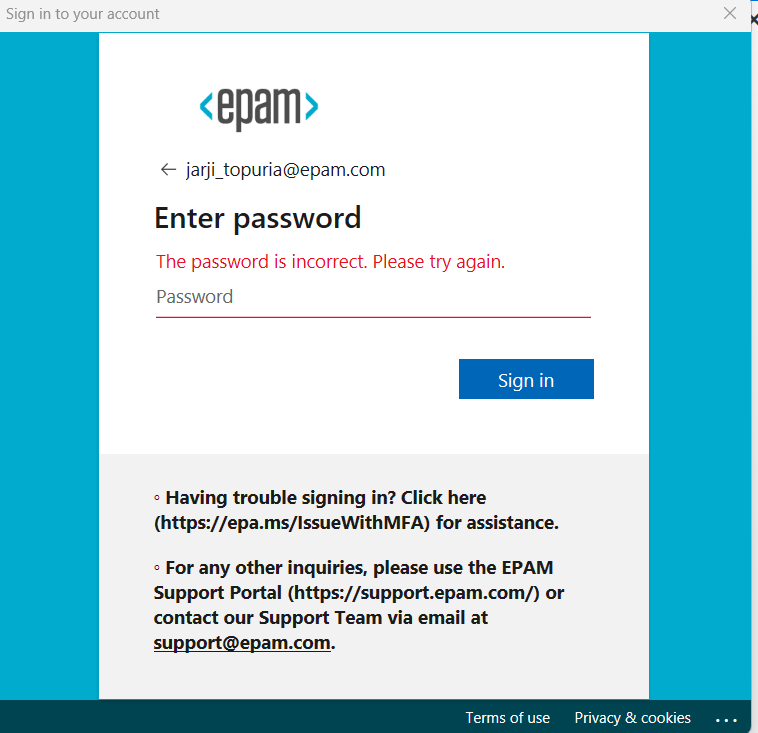 Sign in to your account
<epam>
jarji_topuria@epam.com
Enter password
The password is incorrect. Please try again.
Password
Sign in
◦ Having trouble signing in? Click here
(https://epa.ms/IssueWithMFA) for assistance.
◦ For any other inquiries, please use the EPAM
Support Portal (https://support.epam.com/) or
contact our Support Team via email at
support@epam.com.
Terms of use Privacy & cookies ...